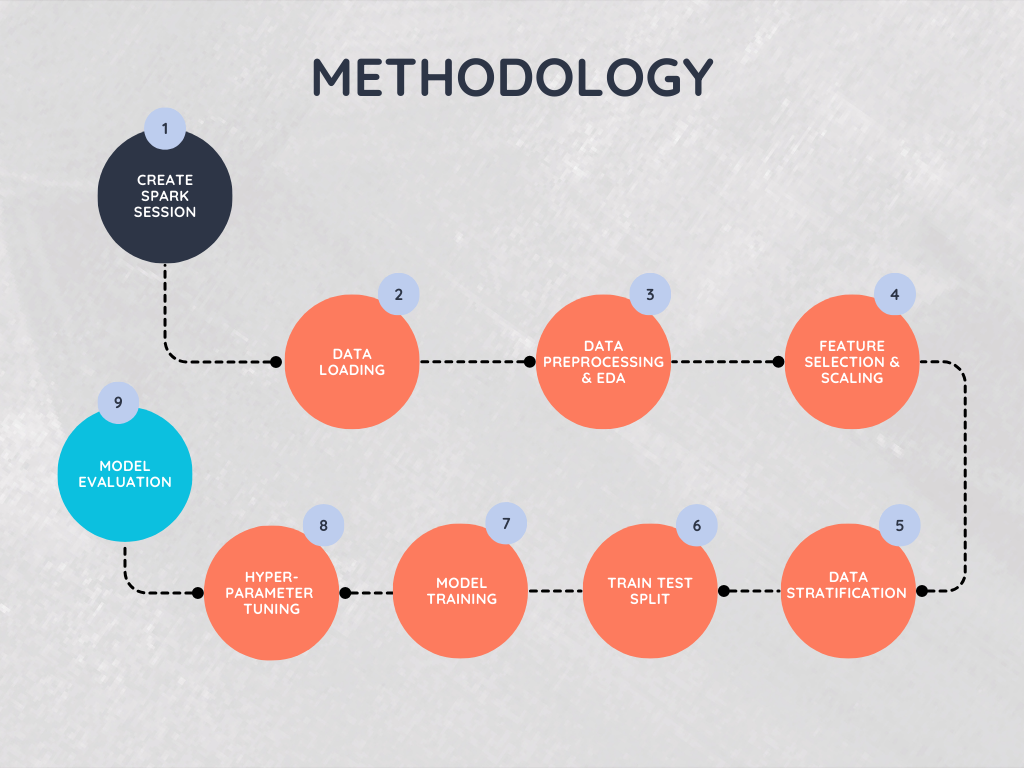 METHODOLOGY
1
CREATE
SPARK
SESSION
2
DATA
LOADING
3
DATA
PREPROCESSING
& EDA
4
FEATURE
SELECTION &
SCALING
5
DATA
STRATIFICATION
6
TRAIN TEST
SPLIT
7
MODEL
TRAINING
8
HYPER-
PARAMETER
TUNING
9
MODEL
EVALUATION